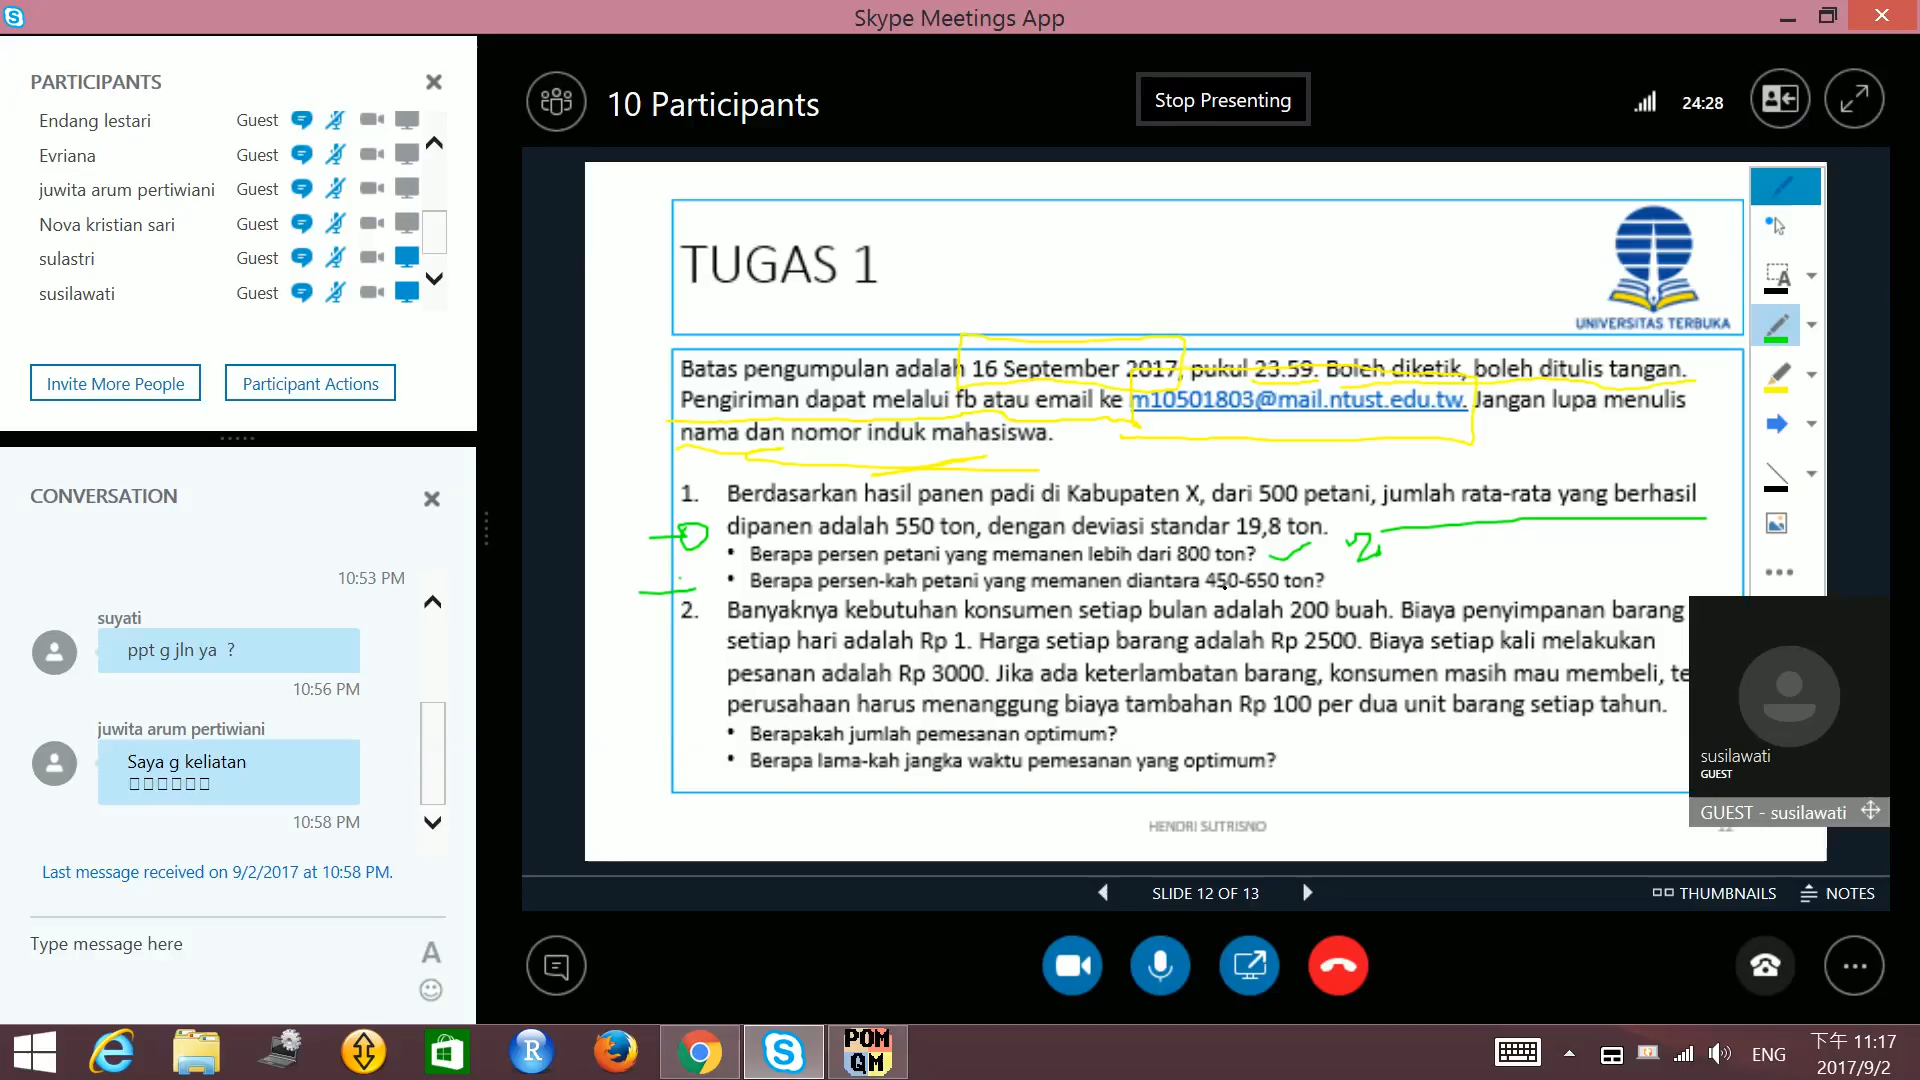 Skype Meetings App
PARTICIPANTS
Endang lestari Guest
Evriana Guest
juwita arum pertiwiani Guest
Nova kristian sari Guest
sulastri Guest
susilawati Guest
Invite More People
Participant Actions
CONVERSATION
10:53 PM
suyati
ppt g jln ya ?
10:56 PM
juwita arum pertiwiani
Saya g keliatan
10:58 PM
Last message received on 9/2/2017 at 10:58 PM.
Type message here
A
10 Participants
Stop Presenting
24:28
TUGAS 1
UNIVERSITAS TERBUKA
Batas pengumpulan adalah 16 September 2017, pukul 23.59. Boleh diketik, boleh ditulis tangan.
Pengiriman dapat melalui fb atau email ke m10501803@mail.ntust.edu.tw. Jangan lupa menulis
nama dan nomor induk mahasiswa.
1. Berdasarkan hasil panen padi di Kabupaten X, dari 500 petani, jumlah rata-rata yang berhasil
dipanen adalah 550 ton, dengan deviasi standar 19,8 ton.
• Berapa persen petani yang memanen lebih dari 800 ton?
• Berapa persen-kah petani yang memanen diantara 450-650 ton?
2. Banyaknya kebutuhan konsumen setiap bulan adalah 200 buah. Biaya penyimpanan barang
setiap hari adalah Rp 1. Harga setiap barang adalah Rp 2500. Biaya setiap kali melakukan
pesanan adalah Rp 3000. Jika ada keterlambatan barang, konsumen masih mau membeli, te
perusahaan harus menanggung biaya tambahan Rp 100 per dua unit barang setiap tahun.
• Berapakah jumlah pemesanan optimum?
• Berapa lama-kah jangka waktu pemesanan yang optimum?
HENDRI SUTRISNO
susilawati
GUEST
GUEST - susilawati
SLIDE 12 OF 13
THUMBNAILS
NOTES
POM
QM
ENG
下午 11:17
2017/9/2